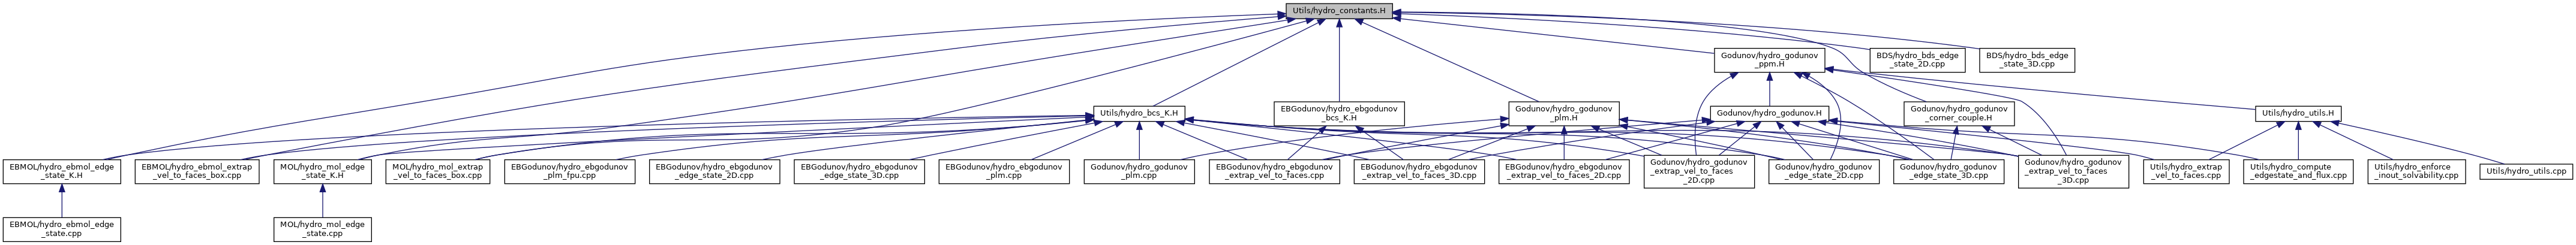 Utils/hydro_constants.H
Godunov/hydro_godunov
_ppm.H
BDS/hydro_bds_edge
_state_2D.cpp
BDS/hydro_bds_edge
_state_3D.cpp
Utils/hydro_bcs_K.H
EBGodunov/hydro_ebgodunov
_bcs_K.H
Godunov/hydro_godunov
_plm.H
Godunov/hydro_godunov.H
Godunov/hydro_godunov
_corner_couple.H
Utils/hydro_utils.H
EBMOL/hydro_ebmol_edge
_state_K.H
EBMOL/hydro_ebmol_extrap
_vel_to_faces_box.cpp
MOL/hydro_mol_edge
_state_K.H
MOL/hydro_mol_extrap
_vel_to_faces_box.cpp
EBGodunov/hydro_ebgodunov
_plm_fpu.cpp
EBGodunov/hydro_ebgodunov
_edge_state_2D.cpp
EBGodunov/hydro_ebgodunov
_edge_state_3D.cpp
EBGodunov/hydro_ebgodunov
_plm.cpp
Godunov/hydro_godunov
_plm.cpp
EBGodunov/hydro_ebgodunov
_extrap_vel_to_faces.cpp
EBGodunov/hydro_ebgodunov
_extrap_vel_to_faces_3D.cpp
EBGodunov/hydro_ebgodunov
_extrap_vel_to_faces_2D.cpp
Godunov/hydro_godunov
_extrap_vel_to_faces
_2D.cpp
Godunov/hydro_godunov
_edge_state_2D.cpp
Godunov/hydro_godunov
_edge_state_3D.cpp
Godunov/hydro_godunov
_extrap_vel_to_faces
_3D.cpp
Utils/hydro_extrap
_vel_to_faces.cpp
Utils/hydro_compute
_edgestate_and_flux.cpp
Utils/hydro_enforce
_inout_solvability.cpp
Utils/hydro_utils.cpp
EBMOL/hydro_ebmol_edge
_state.cpp
MOL/hydro_mol_edge
_state.cpp